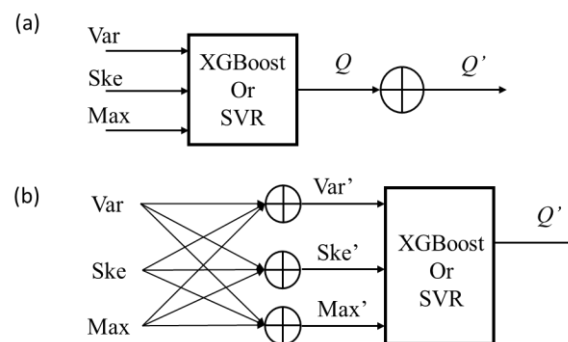 (a)
Var
Ske
Max
XGBoost
Or
SVR
Q
Q’
(b)
Var
Ske
Max
Var’
Ske’
Max’
XGBoost
Or
SVR
Q’